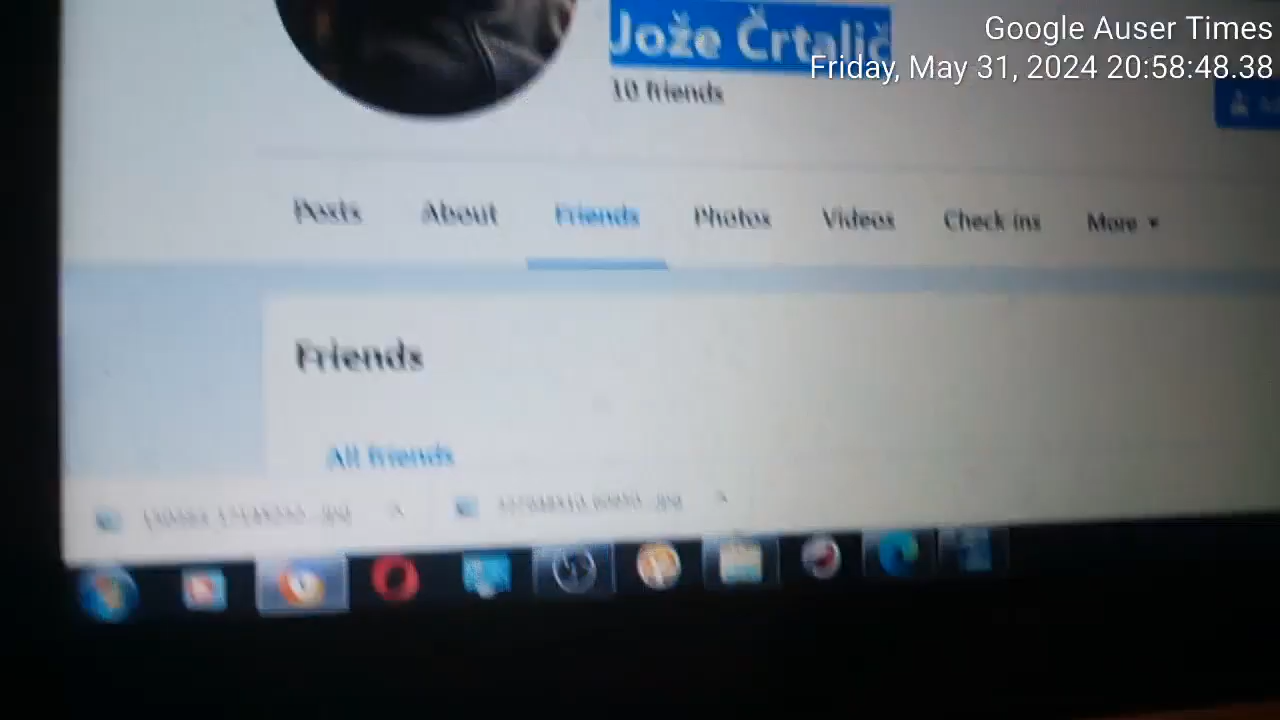 Jože Črtalič
Google Auser Times
Friday, May 31, 2024 20:58:48.38
10 friends
Posts About Friends Photos Videos Check ins More
Friends
All friends